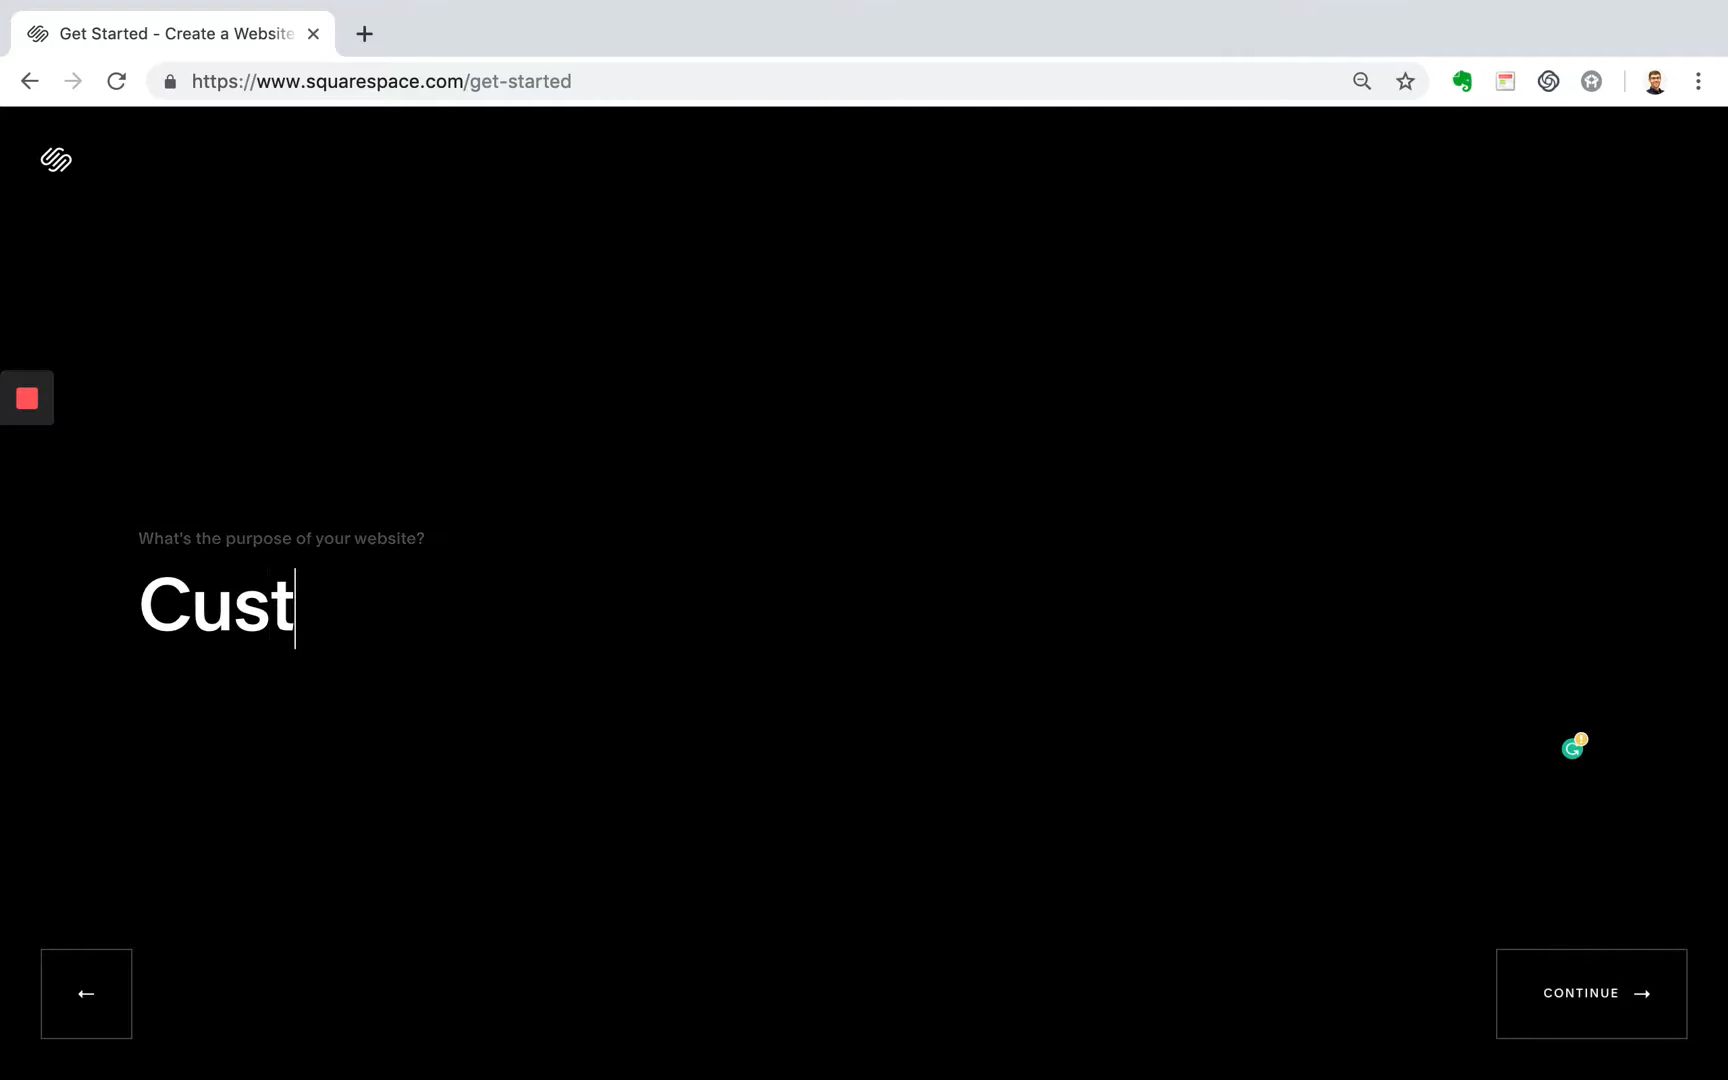 Get Started - Create a Website
https://www.squarespace.com/get-started
What's the purpose of your website?
Cust
CONTINUE